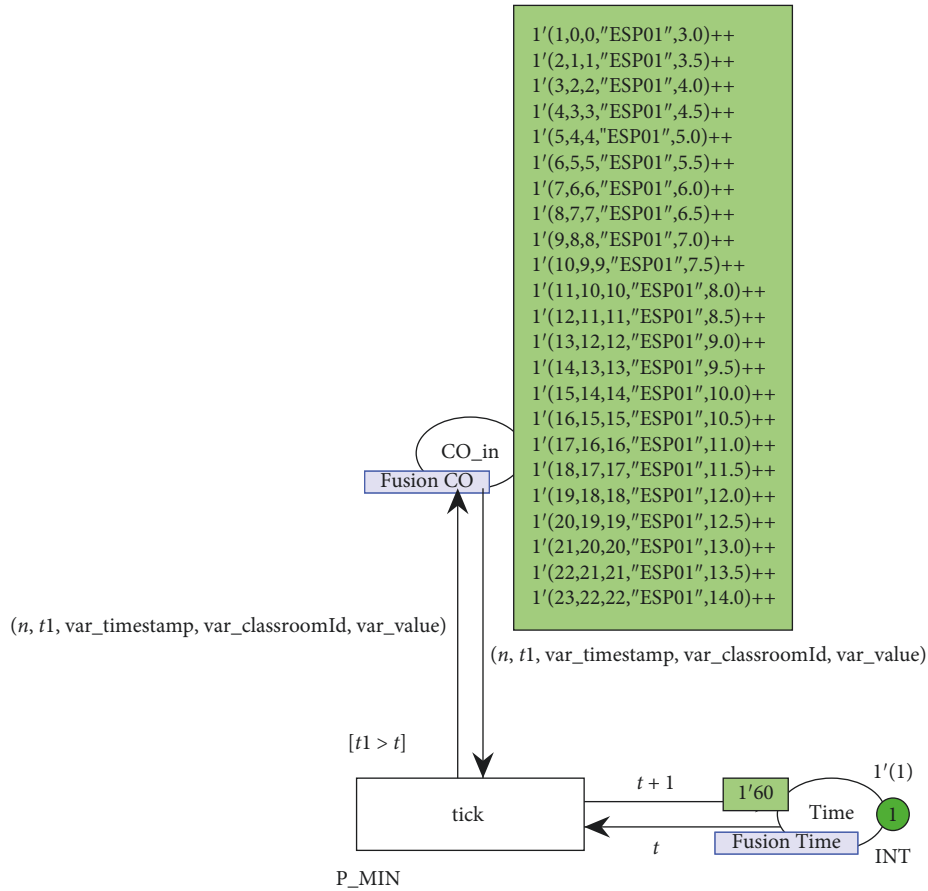 1′(1,0,0,″ESP01″,3.0)++
1′(2,1,1,″ESP01″,3.5)++
1′(3,2,2,″ESP01″,4.0)++
1′(4,3,3,″ESP01″,4.5)++
1′(5,4,4,″ESP01″,5.0)++
1′(6,5,5,″ESP01″,5.5)++
1′(7,6,6,″ESP01″,6.0)++
1′(8,7,7,″ESP01″,6.5)++
1′(9,8,8,″ESP01″,7.0)++
1′(10,9,9,″ESP01″,7.5)++
1′(11,10,10,″ESP01″,8.0)++
1′(12,11,11,″ESP01″,8.5)++
1′(13,12,12,″ESP01″,9.0)++
1′(14,13,13,″ESP01″,9.5)++
1′(15,14,14,″ESP01″,10.0)++
1′(16,15,15,″ESP01″,10.5)++
1′(17,16,16,″ESP01″,11.0)++
1′(18,17,17,″ESP01″,11.5)++
1′(19,18,18,″ESP01″,12.0)++
1′(20,19,19,″ESP01″,12.5)++
1′(21,20,20,″ESP01″,13.0)++
1′(22,21,21,″ESP01″,13.5)++
1′(23,22,22,″ESP01″,14.0)++
CO_in
Fusion CO
(n, t1, var_timestamp, var_classroomId, var_value)
(n, t1, var_timestamp, var_classroomId, var_value)
[t1 > t]
tick
P_MIN
t + 1
t
1′60
Time
Fusion Time
1′(1)
1
INT